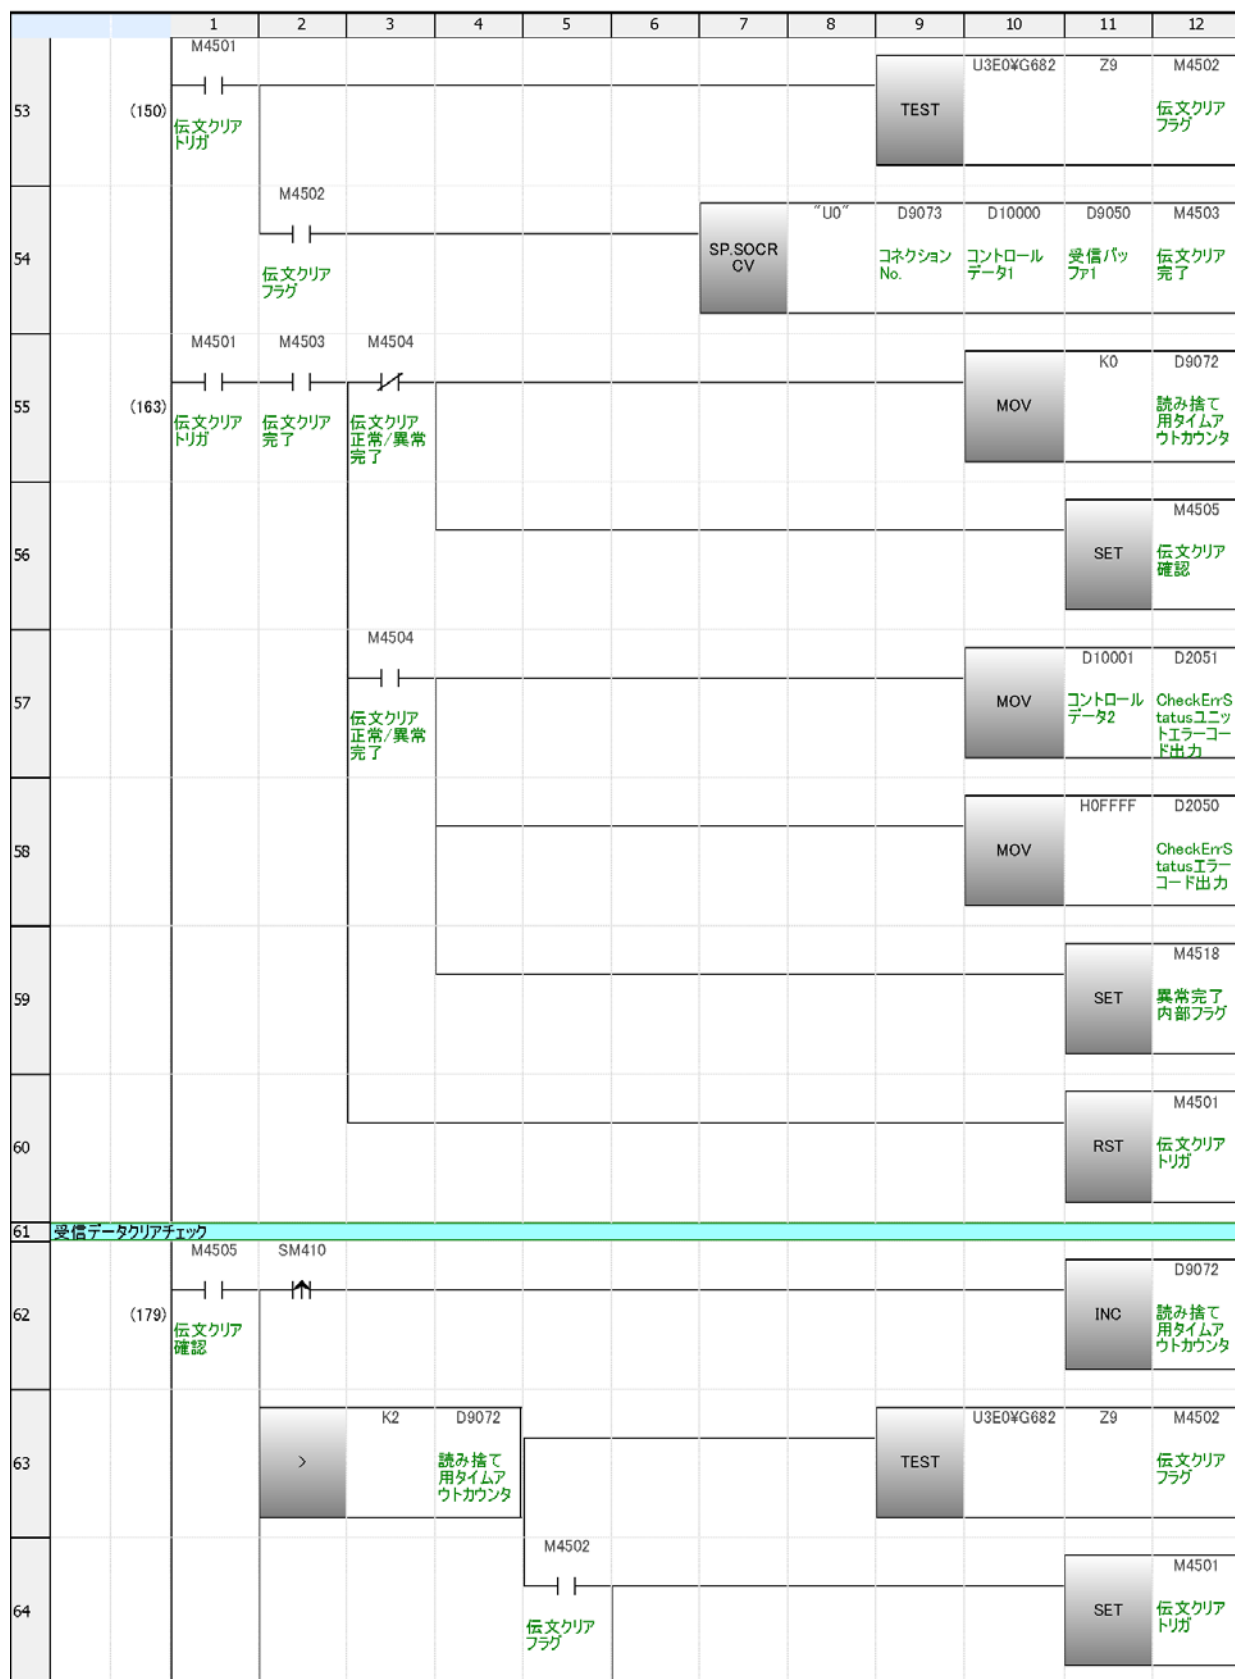 1 2 3 4 5 6 7 8 9 10 11 12
M4501
U3E0¥G682 Z9 M4502
53 (150) TEST
伝文クリア
トリガ
伝文クリア
フラグ
M4502
"U0" D9073 D10000 D9050 M4503
54 SP.SOCR
CV
伝文クリア
フラグ
コネクション
No.
コントロール
データ1
受信バッ
ファ1
伝文クリア
完了
M4501 M4503 M4504
K0 D9072
55 (163) MOV
伝文クリア
トリガ
伝文クリア
完了
伝文クリア
正常/異常
完了
読み捨て
用タイムア
ウトカウンタ
M4505
56 SET
伝文クリア
確認
M4504
D10001 D2051
57 MOV
伝文クリア
正常/異常
完了
コントロール
データ2
CheckErrS
tatusユニッ
トエラーコー
ド出力
H0FFFF D2050
58 MOV
CheckErrS
tatusエラー
コード出力
M4518
59 SET
異常完了
内部フラグ
M4501
60 RST
伝文クリア
トリガ
61 受信データクリアチェック
M4505 SM410
D9072
62 (179) INC
伝文クリア
確認
読み捨て
用タイムア
ウトカウンタ
K2 D9072 U3E0¥G682 Z9 M4502
63 > TEST
読み捨て
用タイムア
ウトカウンタ
伝文クリア
フラグ
M4502
M4501
64 SET
伝文クリア
フラグ
伝文クリア
トリガ